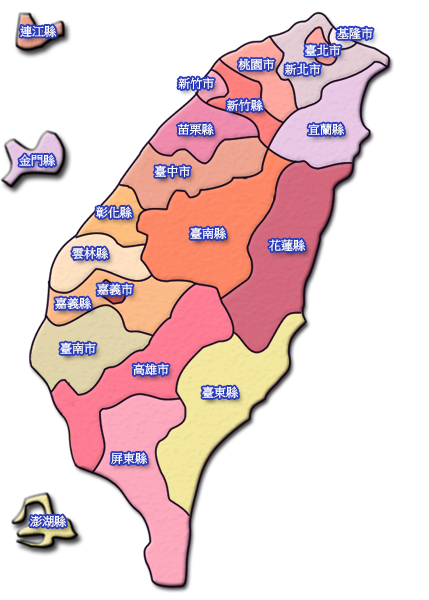 連江縣
基隆市
臺北市
桃園市
新北市
新竹市
新竹縣
苗栗縣
宜蘭縣
金門縣
臺中市
彰化縣
臺南縣
花蓮縣
雲林縣
嘉義市
嘉義縣
臺南市
高雄市
臺東縣
屏東縣
澎湖縣